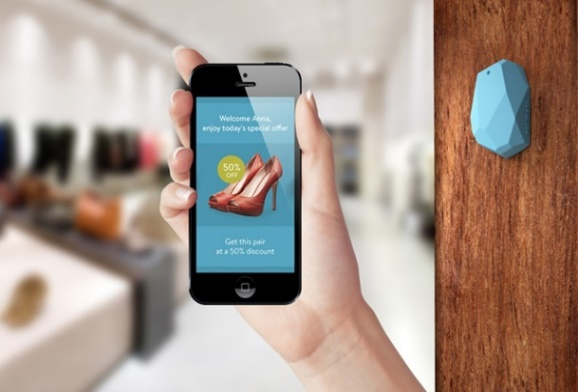 Welcome Anna,
enjoy today's special offer
50%
OFF
Get this pair
at a 50% discount